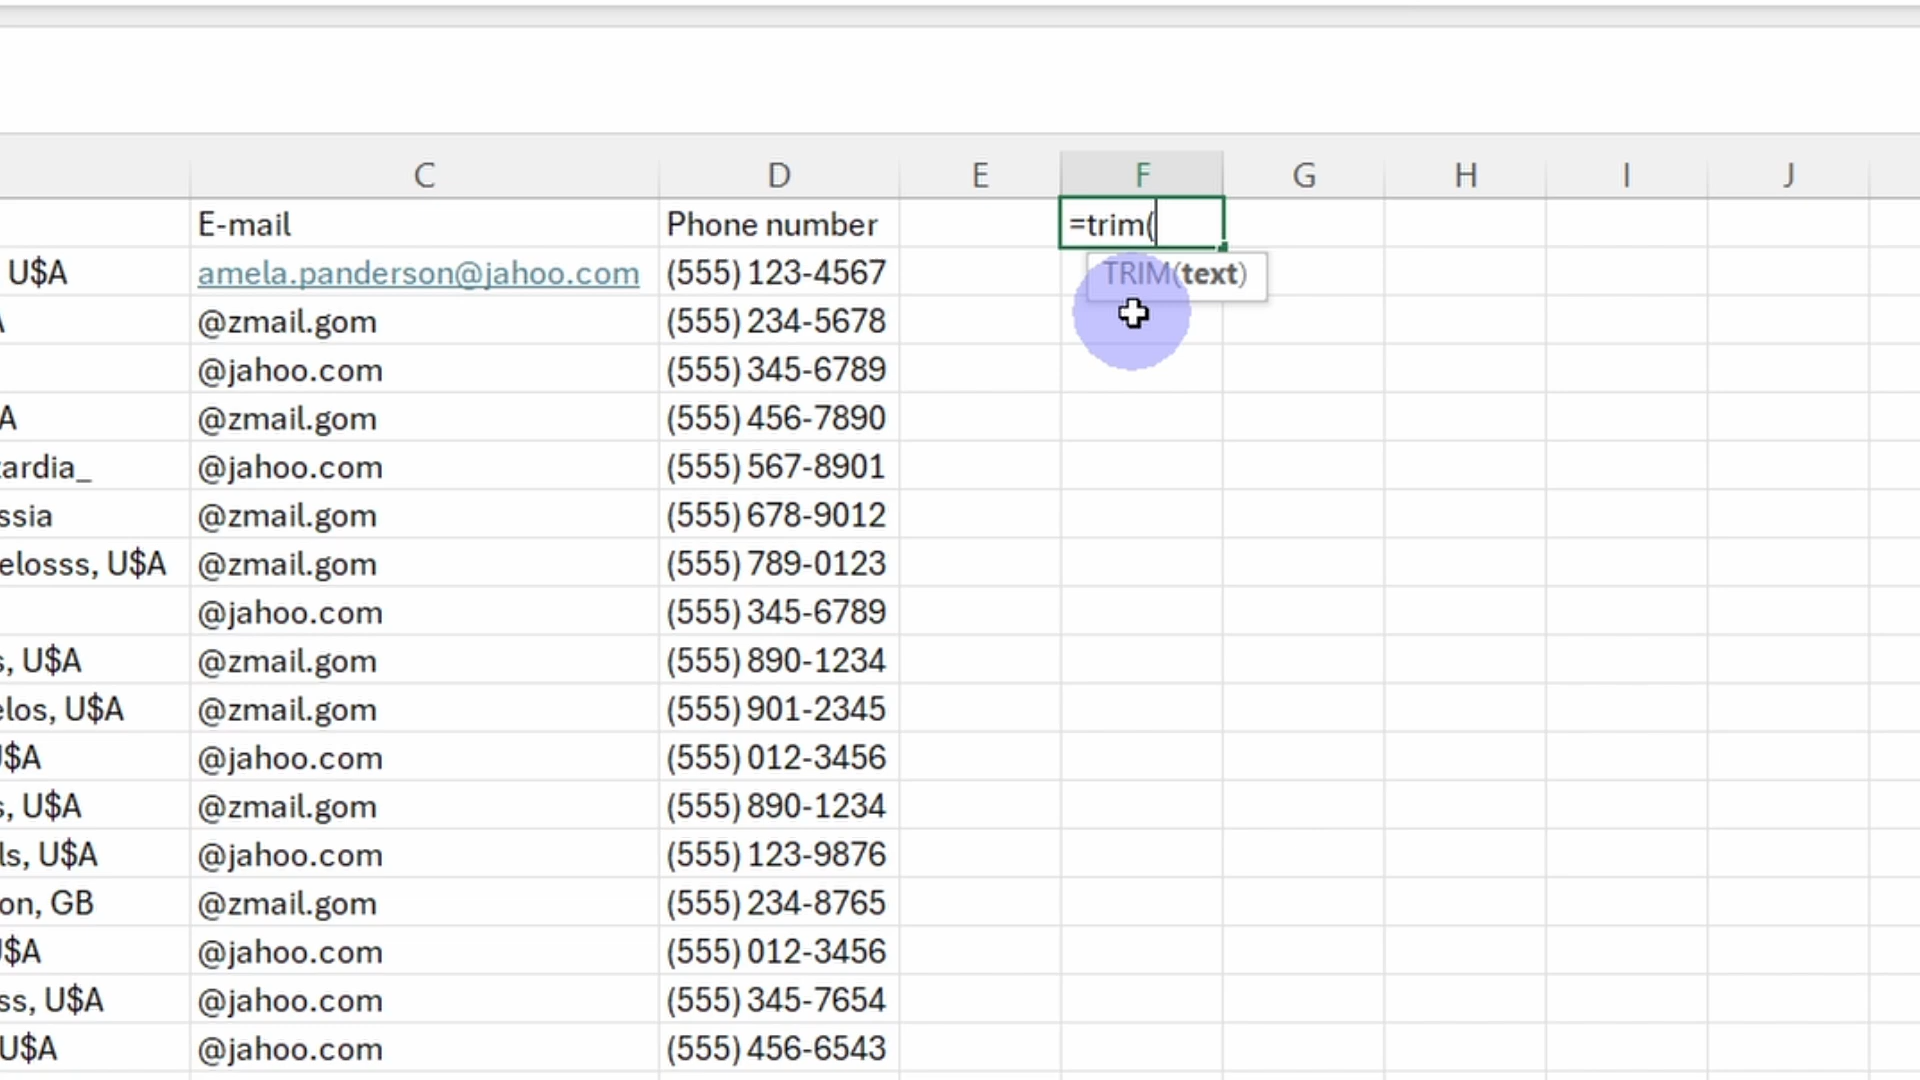 C D E F G H I J
E-mail Phone number =trim(
U$A amela.panderson@jahoo.com (555) 123-4567 TRIM(text)
A @zmail.gom (555) 234-5678
@jahoo.com (555) 345-6789
A @zmail.gom (555) 456-7890
ardia_ @jahoo.com (555) 567-8901
ssia @zmail.gom (555) 678-9012
elosss, U$A @zmail.gom (555) 789-0123
@jahoo.com (555) 345-6789
s, U$A @zmail.gom (555) 890-1234
elos, U$A @zmail.gom (555) 901-2345
U$A @jahoo.com (555) 012-3456
s, U$A @zmail.gom (555) 890-1234
ls, U$A @jahoo.com (555) 123-9876
on, GB @zmail.gom (555) 234-8765
U$A @jahoo.com (555) 012-3456
ss, U$A @jahoo.com (555) 345-7654
U$A @jahoo.com (555) 456-6543